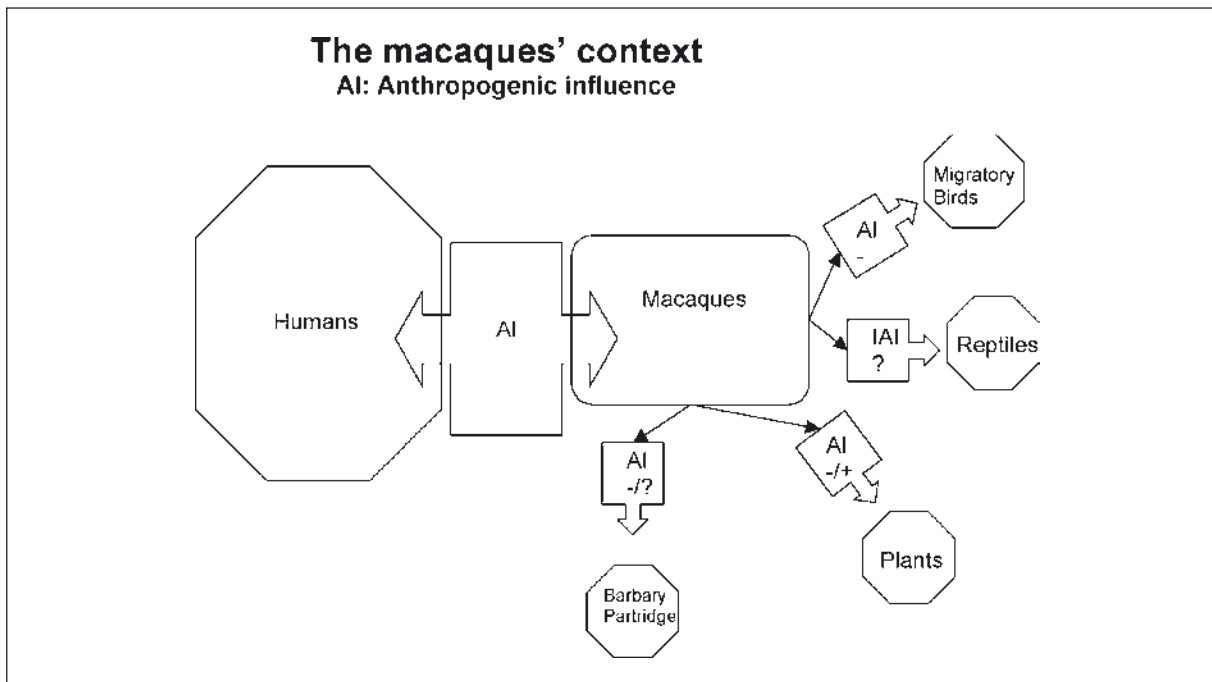 The macaques' context
AI: Anthropogenic influence
Humans
AI
Macaques
AI
-
Migratory
Birds
IAI
?
Reptiles
AI
-/+
Plants
AI
-/?
Barbary
Partridge